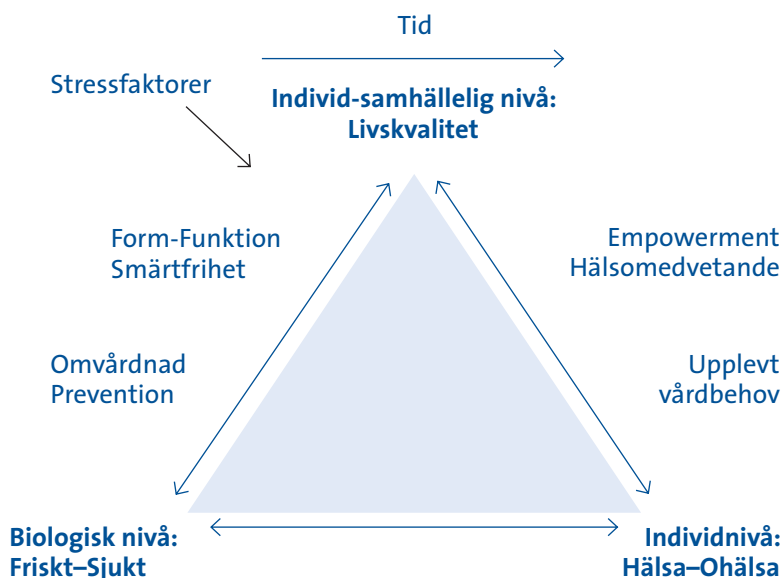 Tid
Stressfaktorer
Individ-samhällelig nivå:
Livskvalitet
Form-Funktion
Smärtfrihet
Empowerment
Hälsomedvetande
Omvårdnad
Prevention
Upplevt
vårdbehov
Biologisk nivå:
Friskt–Sjukt
Individnivå:
Hälsa–Ohälsa